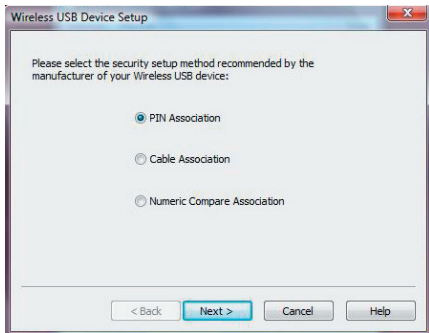 Wireless USB Device Setup
Please select the security setup method recommended by the
manufacturer of your Wireless USB device:
PIN Association
Cable Association
Numeric Compare Association
< Back Next > Cancel Help